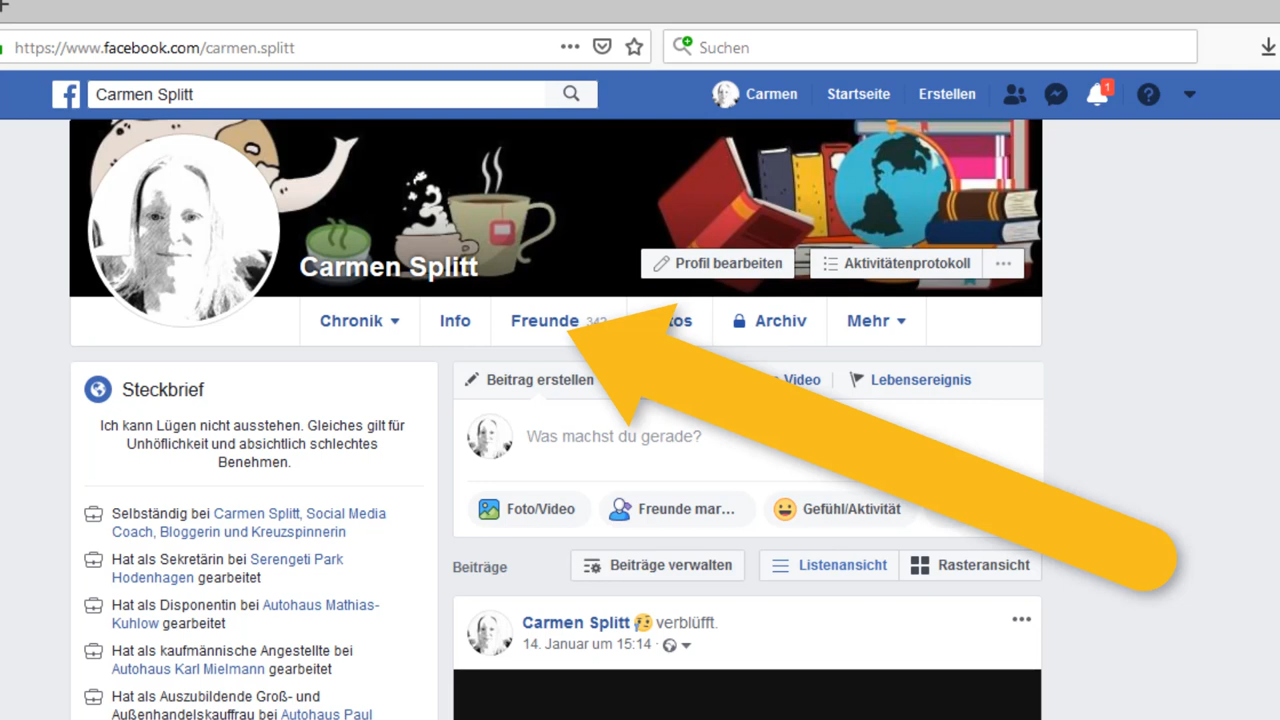 https://www.facebook.com/carmen.splitt
Suchen
Carmen Splitt
Carmen
Startseite
Erstellen
1
Carmen Splitt
Profil bearbeiten
Aktivitätenprotokoll
Chronik
Info
Freunde
Archiv
Mehr
Steckbrief
Ich kann Lügen nicht ausstehen. Gleiches gilt für
Unhöflichkeit und absichtlich schlechtes
Benehmen.
Selbständig bei Carmen Splitt, Social Media
Coach, Bloggerin und Kreuzspinnerin
Hat als Sekretärin bei Serengeti Park
Hodenhagen gearbeitet
Hat als Disponentin bei Autohaus Mathias-
Kuhlow gearbeitet
Hat als kaufmännische Angestellte bei
Autohaus Karl Mielmann gearbeitet
Hat als Auszubildende Groß- und
Außenhandelskauffrau bei Autohaus Paul
Beitrag erstellen
Video
Lebensereignis
Was machst du gerade?
Foto/Video
Freunde mar...
Gefühl/Aktivität
Beiträge
Beiträge verwalten
Listenansicht
Rasteransicht
Carmen Splitt verblüfft.
14. Januar um 15:14